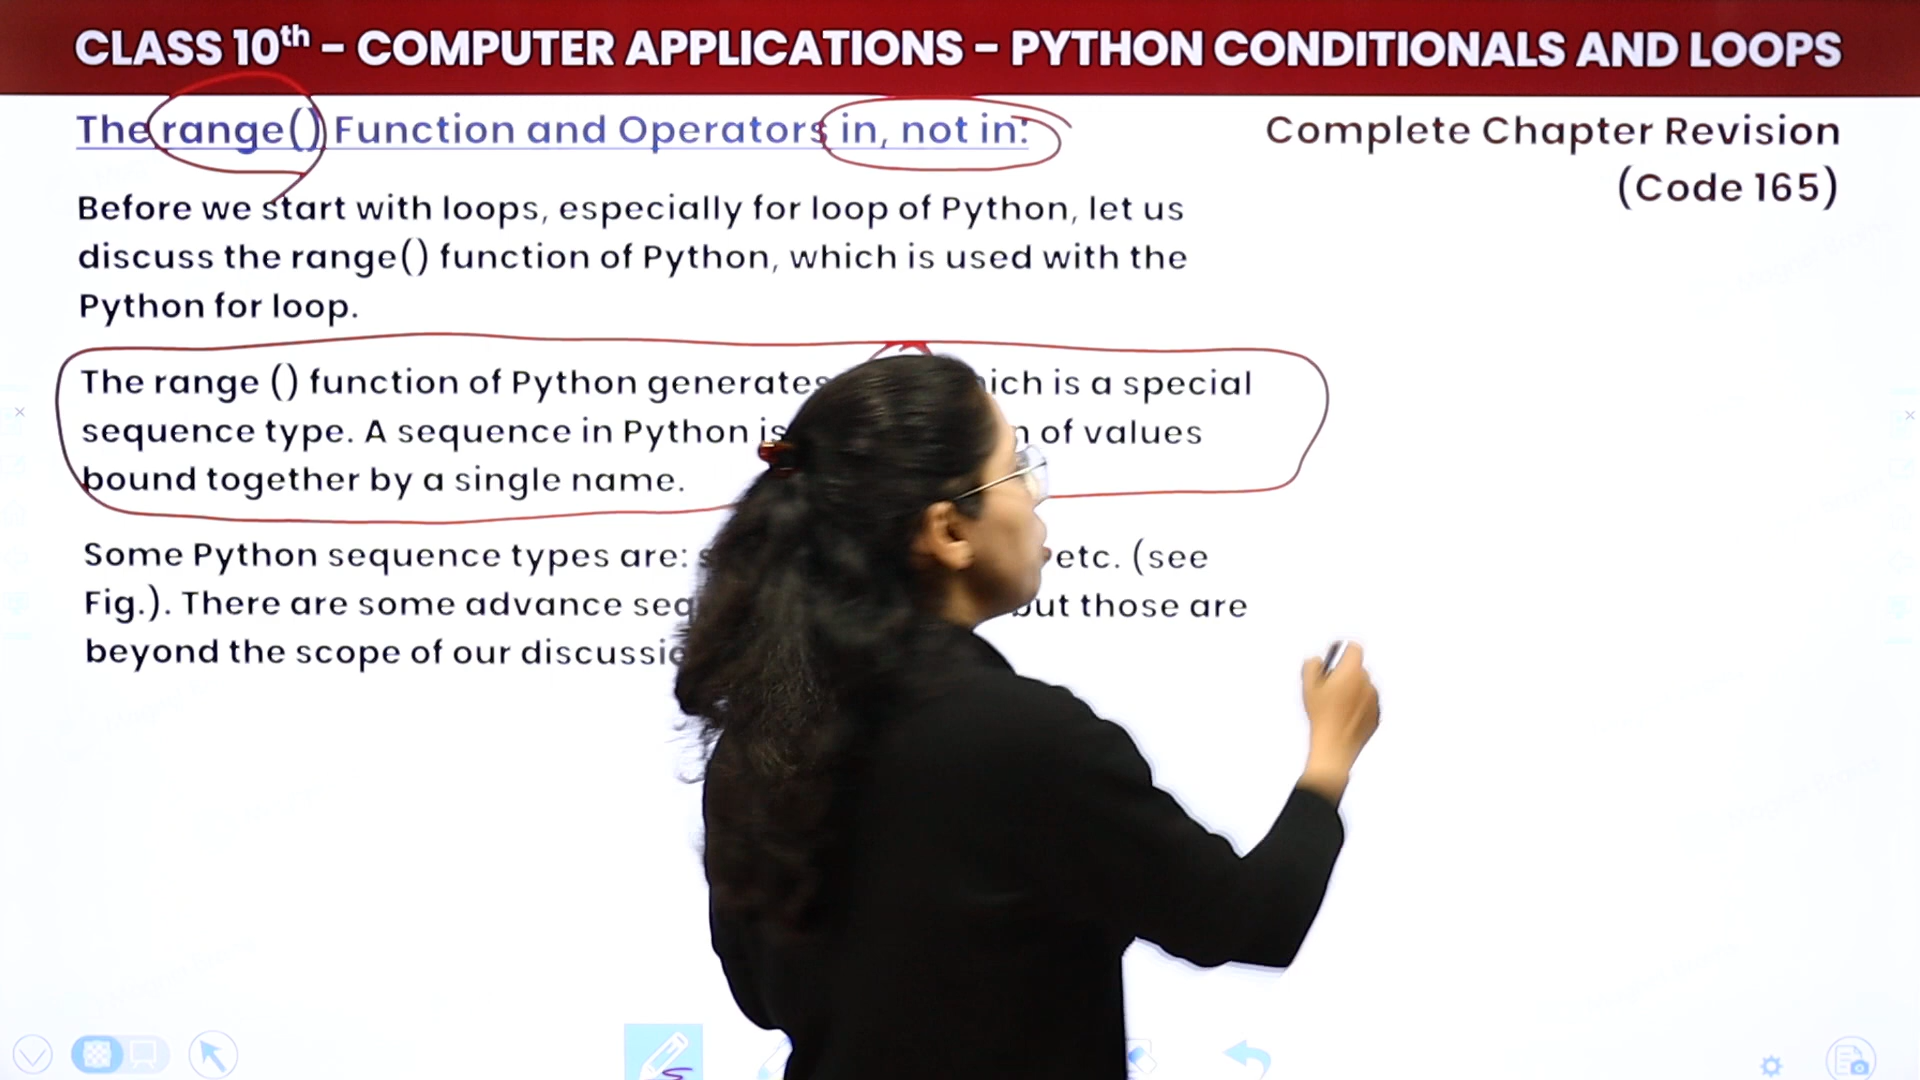 CLASS 10th – COMPUTER APPLICATIONS – PYTHON CONDITIONALS AND LOOPS
The range() Function and Operators in, not in:
Complete Chapter Revision
(Code 165)
Before we start with loops, especially for loop of Python, let us
discuss the range() function of Python, which is used with the
Python for loop.
The range () function of Python generates is a special
sequence type. A sequence in Python is of values
bound together by a single name.
Some Python sequence types are: etc. (see
Fig.). There are some advance but those are
beyond the scope of our